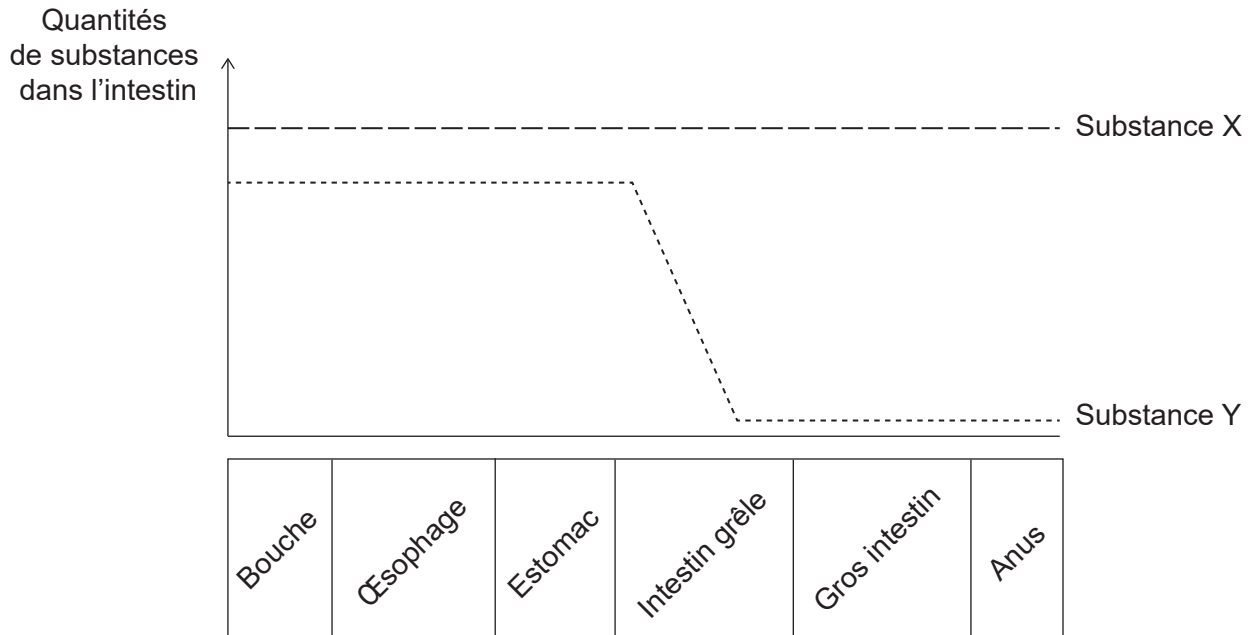 Quantités
de substances
dans l’intestin
Substance X
Substance Y
Bouche
Œsophage
Estomac
Intestin grêle
Gros intestin
Anus